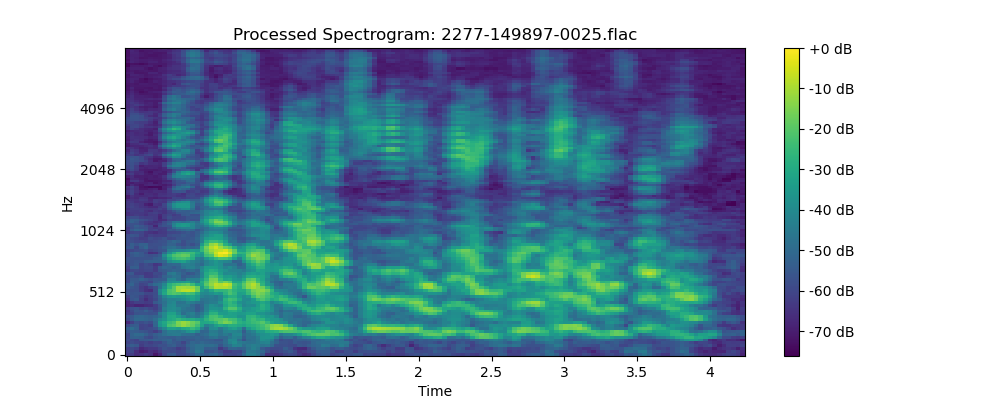 Processed Spectrogram: 2277-149897-0025.flac
+0 dB
-10 dB
-20 dB
-30 dB
-40 dB
-50 dB
-60 dB
-70 dB
Hz
4096
2048
1024
512
0
0 0.5 1 1.5 2 2.5 3 3.5 4
Time